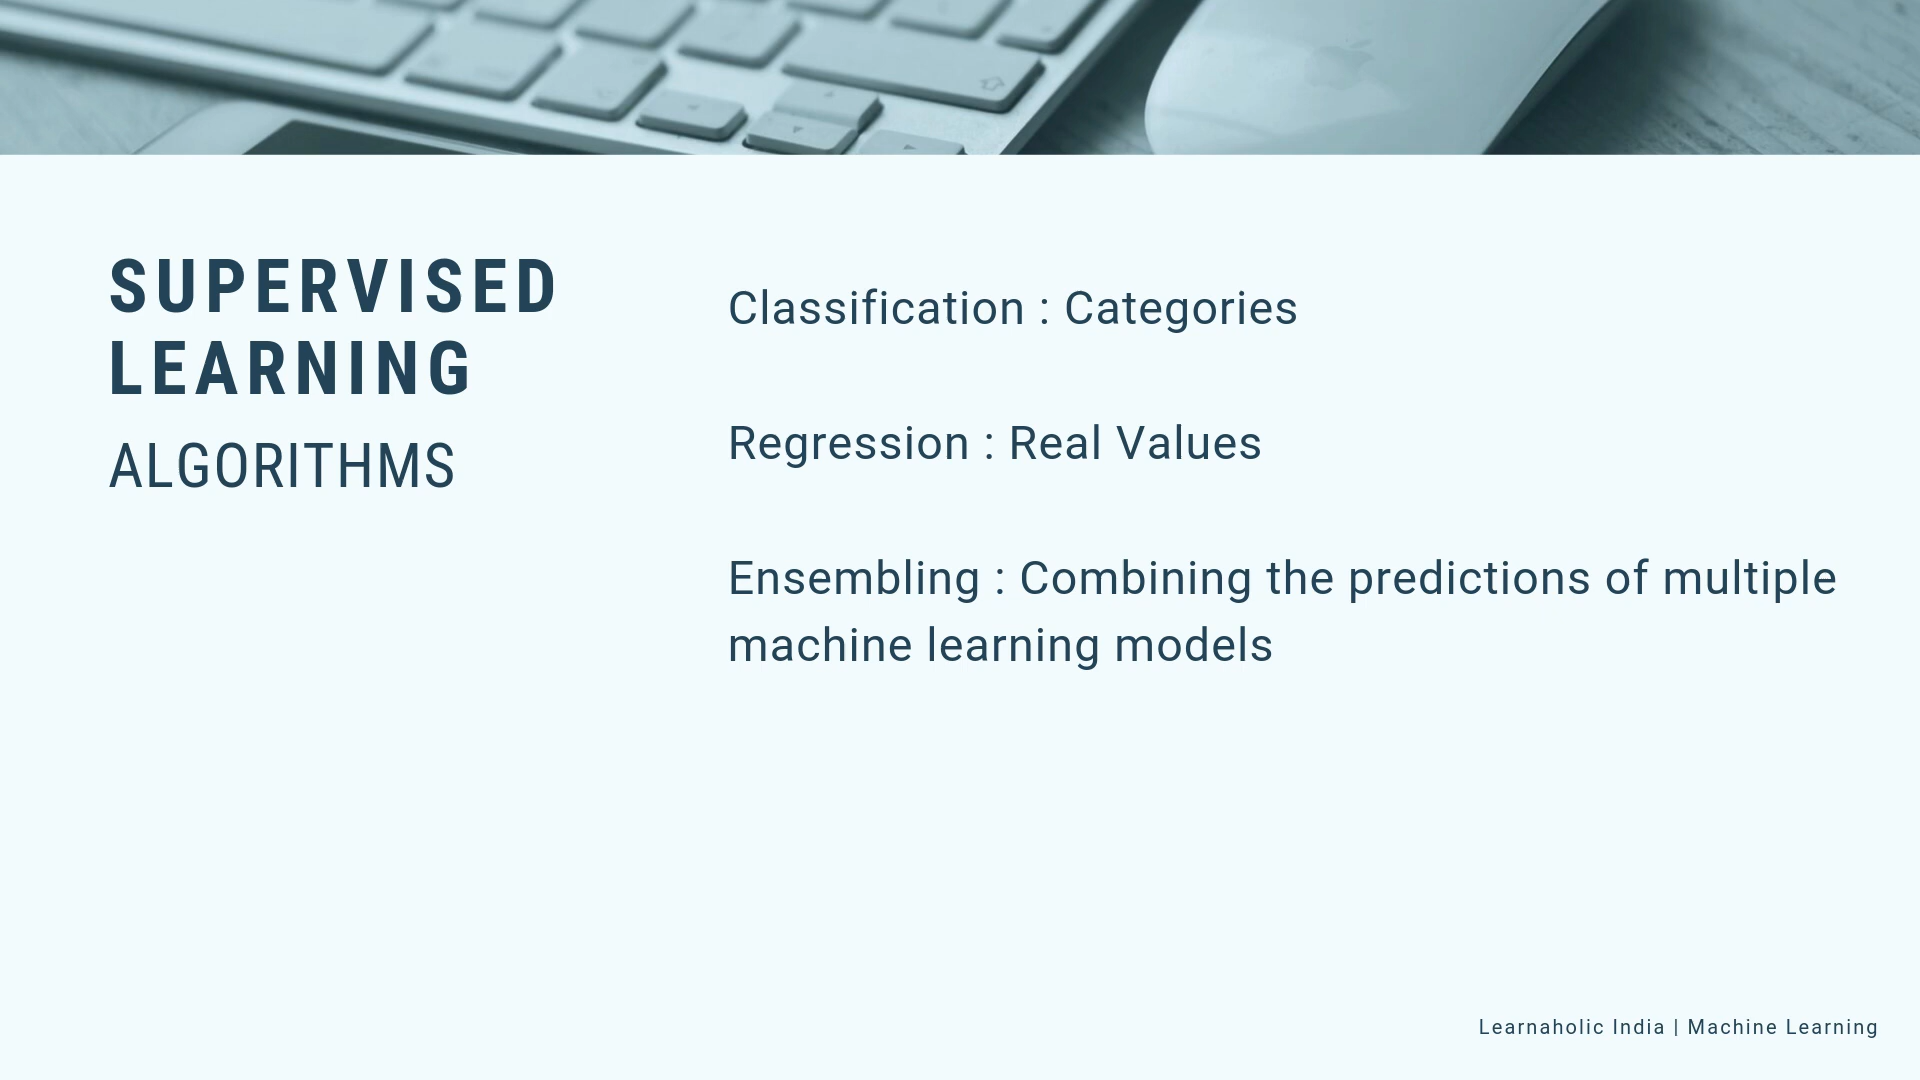 SUPERVISED
LEARNING
ALGORITHMS
Classification : Categories
Regression : Real Values
Ensembling : Combining the predictions of multiple
machine learning models
Learnaholic India | Machine Learning